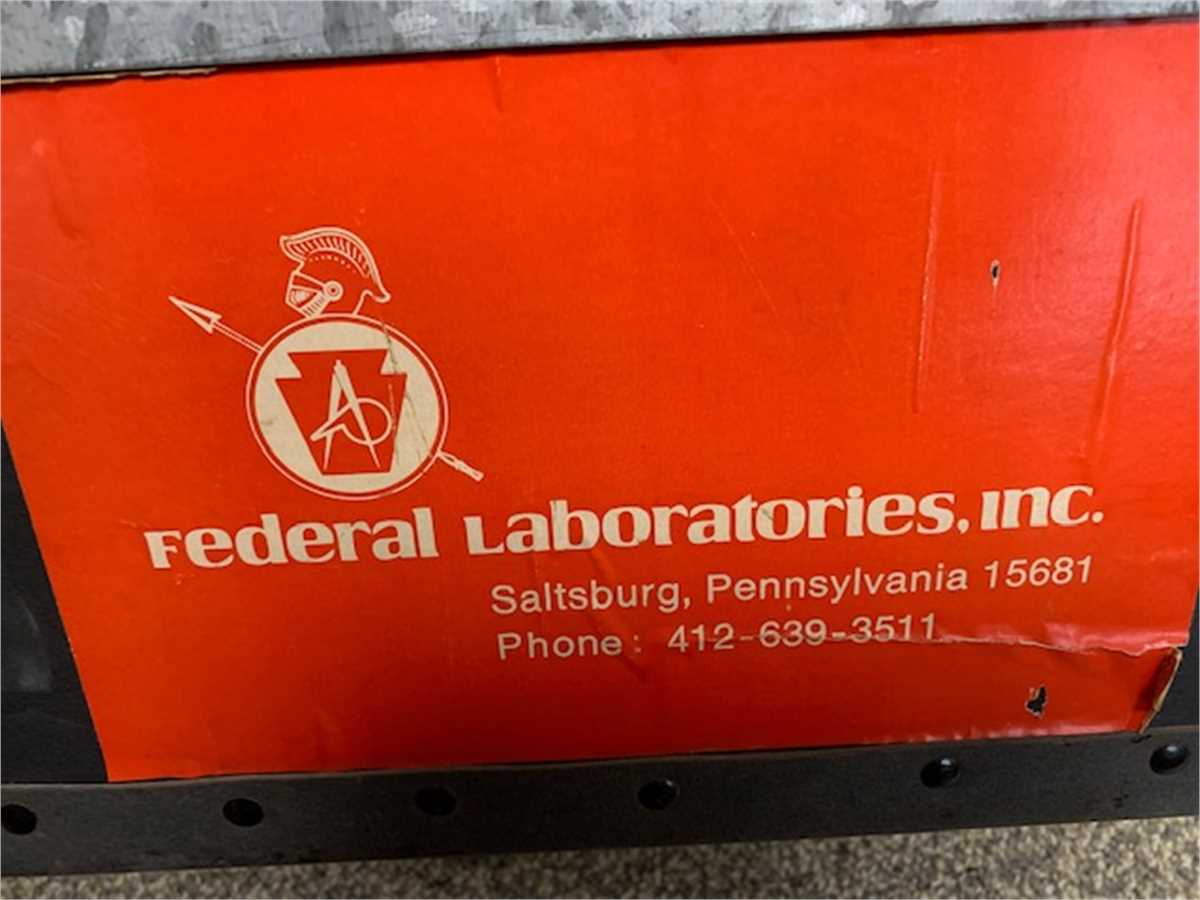 Federal Laboratories, Inc.
Saltsburg, Pennsylvania 15681
Phone: 412-639-3511